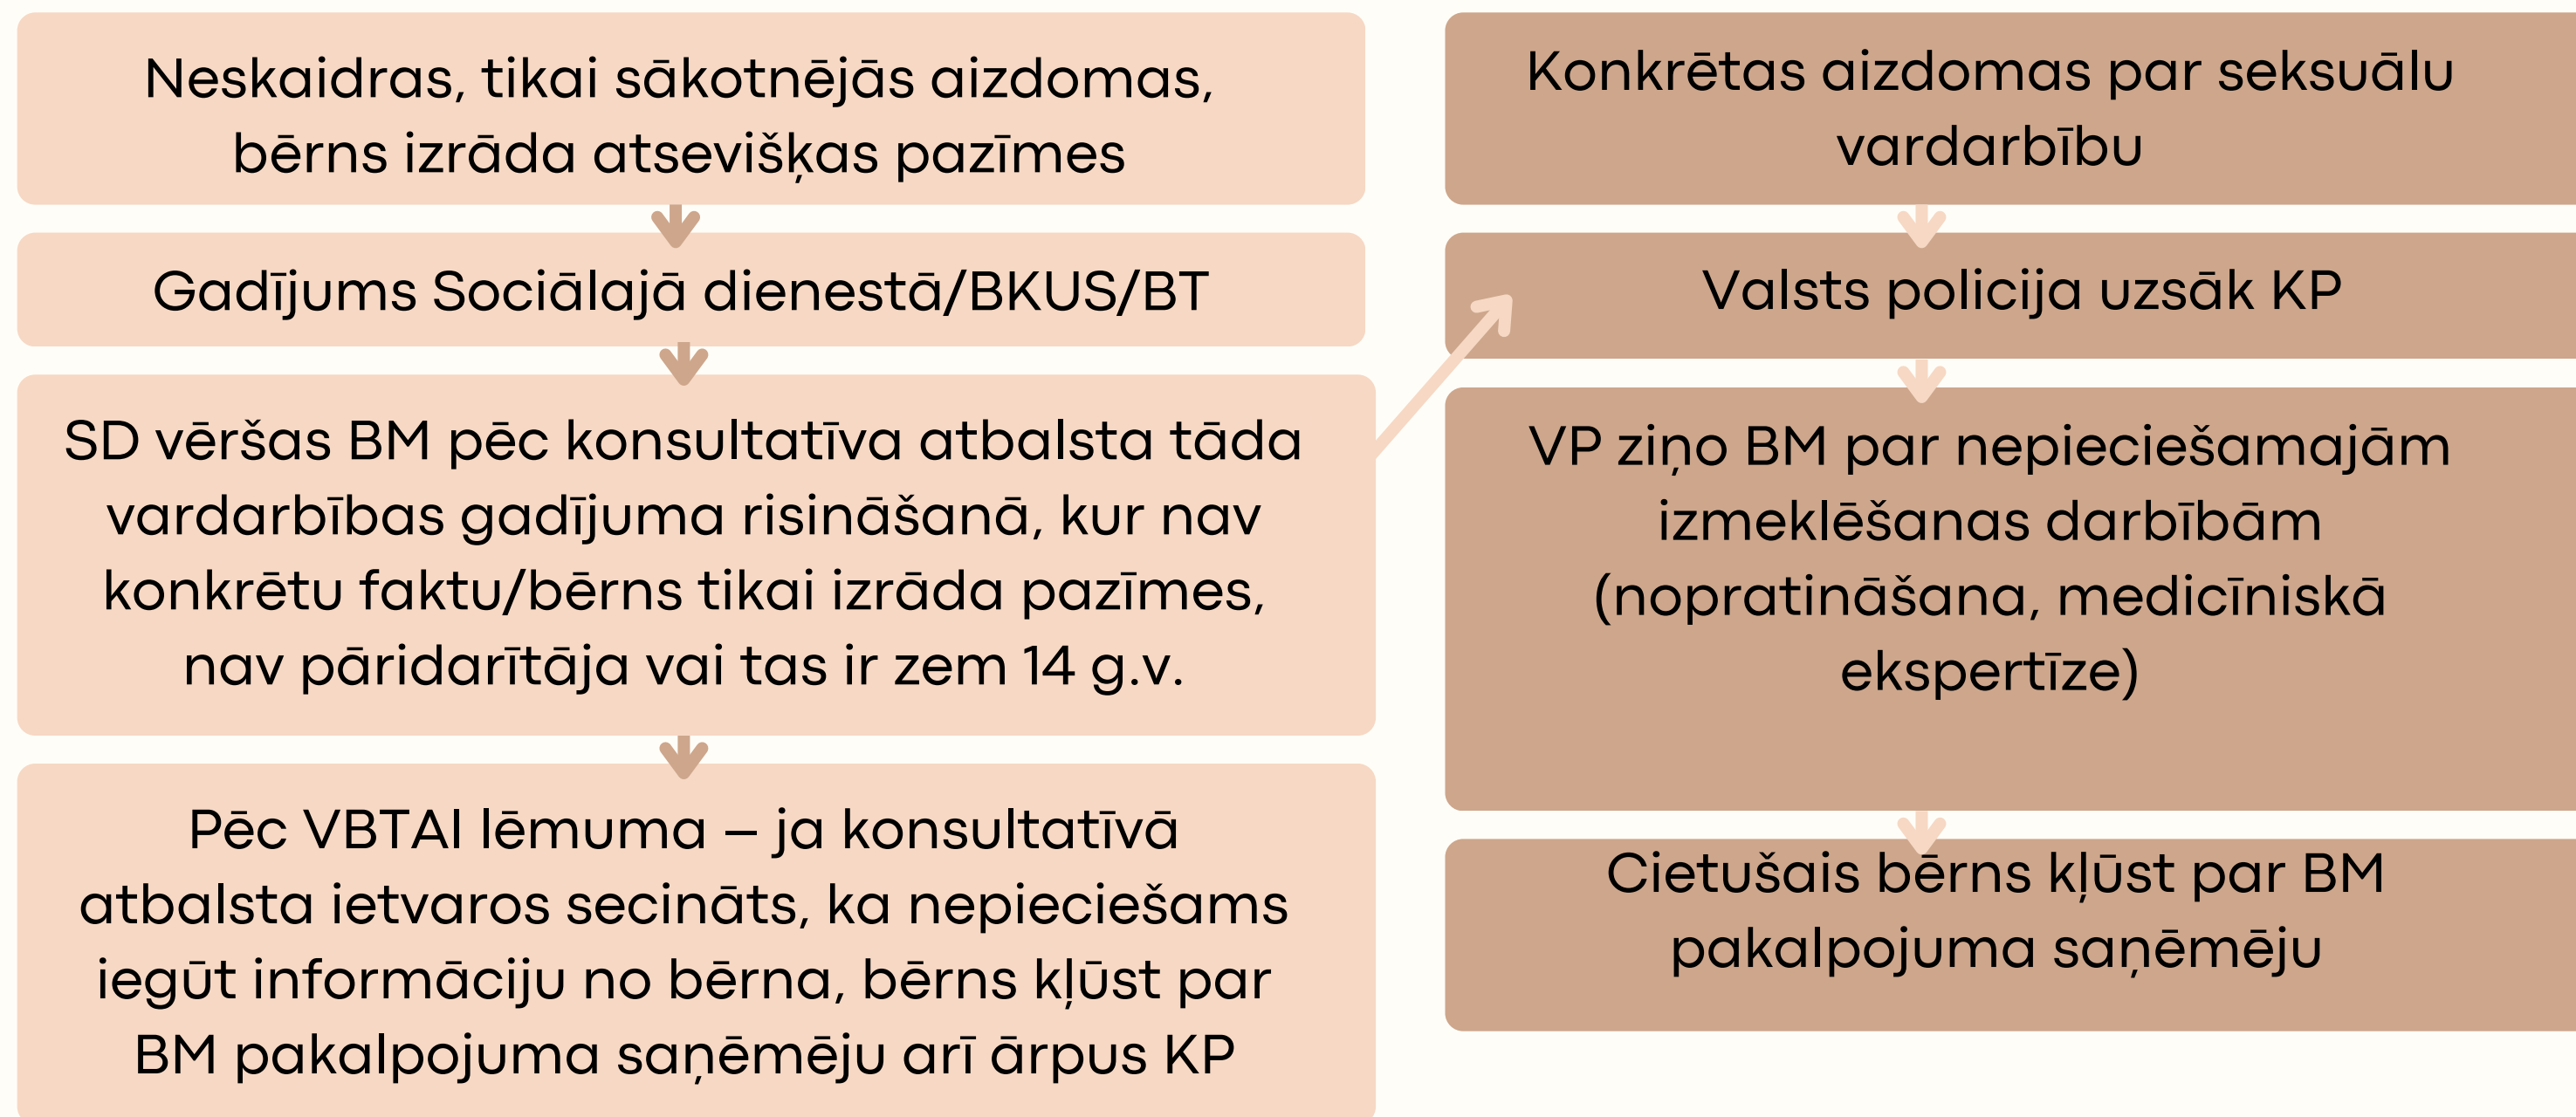 Neskaidras, tikai sākotnējās aizdomas,
bērns izrāda atsevišķas pazīmes
Gadījums Sociālajā dienestā/BKUS/BT
SD vēršas BM pēc konsultatīva atbalsta tāda
vardarbības gadījuma risināšanā, kur nav
konkrētu faktu/bērns tikai izrāda pazīmes,
nav pāridarītāja vai tas ir zem 14 g.v.
Pēc VBTAI lēmuma – ja konsultatīvā
atbalsta ietvaros secināts, ka nepieciešams
iegūt informāciju no bērna, bērns kļūst par
BM pakalpojuma saņēmēju arī ārpus KP
Konkrētas aizdomas par seksuālu
vardarbību
Valsts policija uzsāk KP
VP ziņo BM par nepieciešamajām
izmeklēšanas darbībām
(nopratināšana, medicīniskā
ekspertīze)
Cietušais bērns kļūst par BM
pakalpojuma saņēmēju